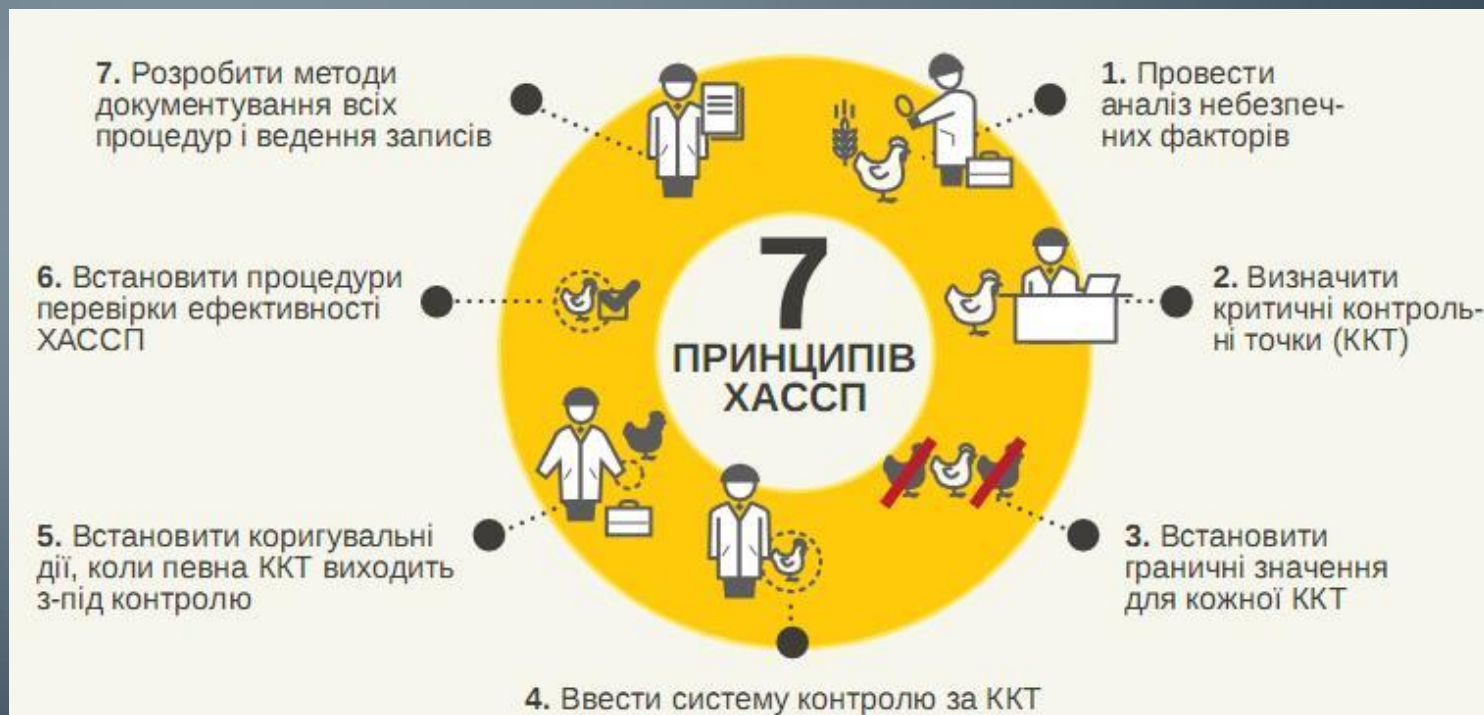 7
ПРИНЦИПІВ
ХАССП
1. Провести
аналіз небезпеч-
них факторів
2. Визначити
критичні контроль-
ні точки (ККТ)
3. Встановити
граничні значення
для кожної ККТ
4. Ввести систему контролю за ККТ
5. Встановити коригувальні
дії, коли певна ККТ виходить
з-під контролю
6. Встановити процедури
перевірки ефективності
ХАССП
7. Розробити методи
документування всіх
процедур і ведення записів